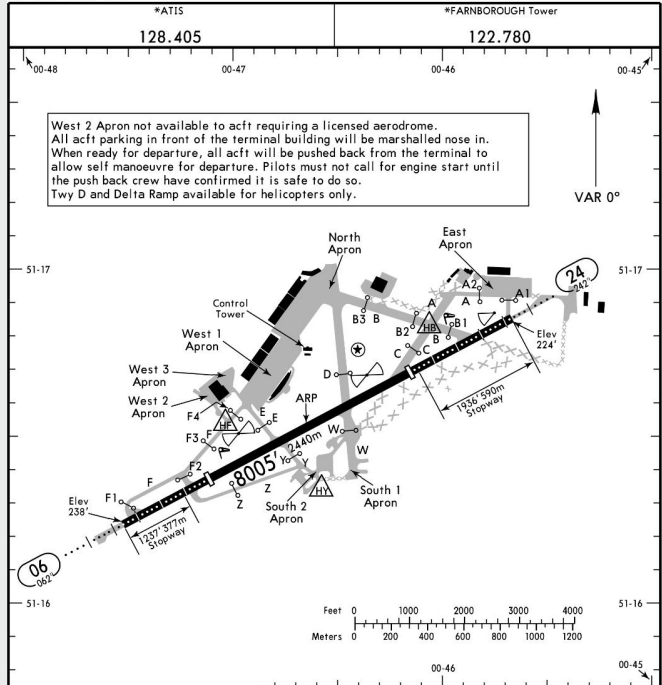 *ATIS
*FARNBOROUGH Tower
128.405
122.780
00-48
00-47
00-46
00-45
West 2 Apron not available to acft requiring a licensed aerodrome.
All acft parking in front of the terminal building will be marshalled nose in.
When ready for departure, all acft will be pushed back from the terminal to
allow self manoeuvre for departure. Pilots must not call for engine start until
the push back crew have confirmed it is safe to do so.
Twy D and Delta Ramp available for helicopters only.
VAR 0°
North
Apron
East
Apron
51-17
51-17
24
242°
A2
A
A1
Control
Tower
B3
B
B2
A
HB
B1
B
Elev
224'
West 1
Apron
C
C
West 3
Apron
D
West 2
Apron
ARP
1936' 590m
Stopway
F4
E
E
HF
F3
F
W
W
2440m
8005'
Y
Y
F
F2
Z
Z
HY
South 1
Apron
South 2
Apron
Elev
238'
F1
1237' 377m
Stopway
06
062°
51-16
51-16
Feet 0 1000 2000 3000 4000
Meters 0 200 400 600 800 1000 1200
00-46
00-45